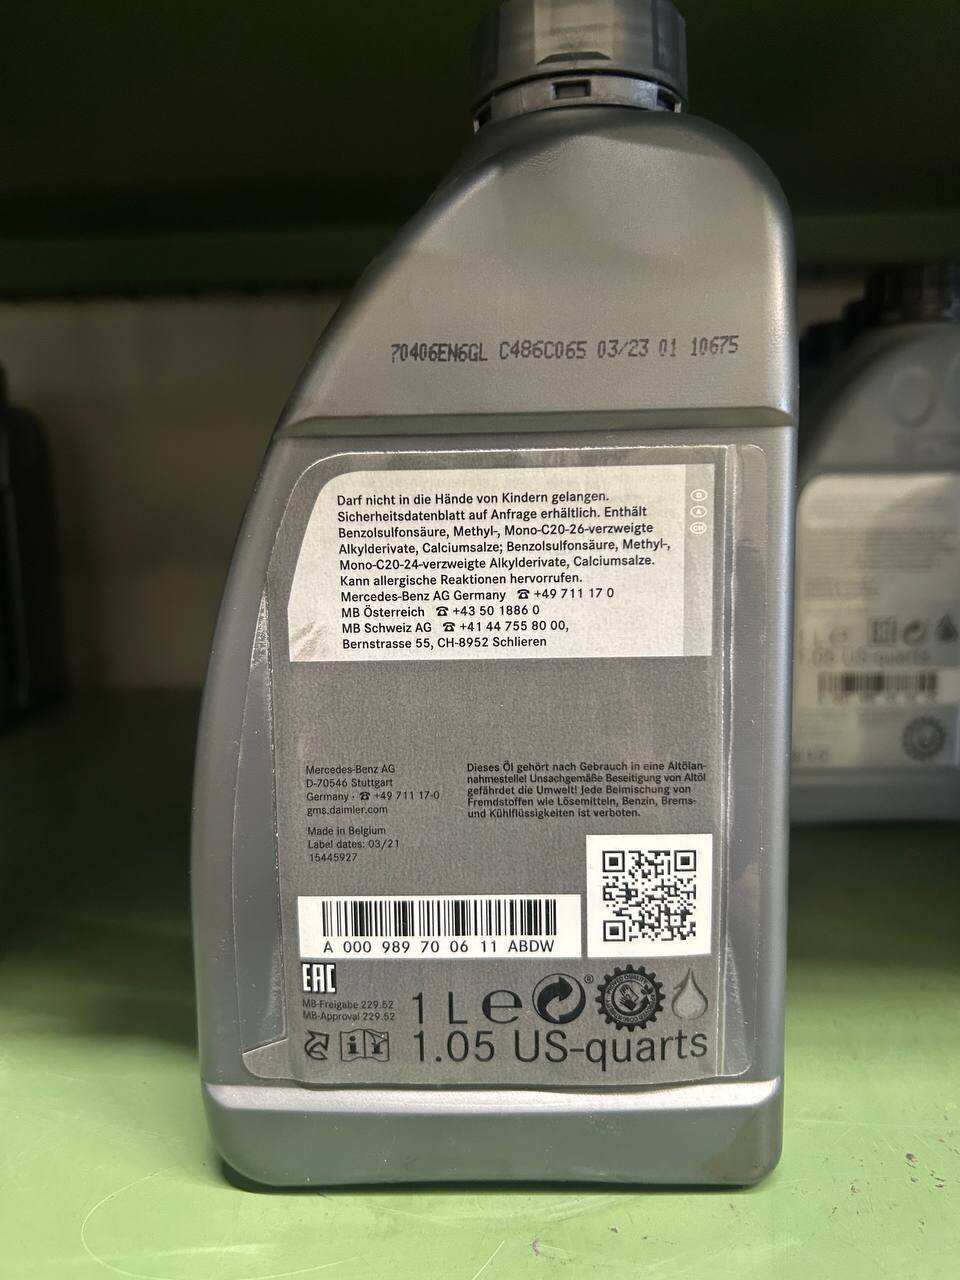 70406EN6GL C486C065 03/23 01 10675
Darf nicht in die Hände von Kindern gelangen.
Sicherheitsdatenblatt auf Anfrage erhältlich. Enthält
Benzolsulfonsäure, Methyl-, Mono-C20-26-verzweigte
Alkylderivate, Calciumsalze; Benzolsulfonsäure, Methyl-,
Mono-C20-24-verzweigte Alkylderivate, Calciumsalze.
Kann allergische Reaktionen hervorrufen.
Mercedes-Benz AG Germany ☎ +49 711 17 0
MB Österreich ☎ +43 50 1886 0
MB Schweiz AG ☎ +41 44 755 80 00,
Bernstrasse 55, CH-8952 Schlieren
D
A
CH
Mercedes-Benz AG
D-70546 Stuttgart
Germany · ☎ +49 711 17-0
gms.daimler.com
Made in Belgium
Label dates: 03/21
15445927
Dieses Öl gehört nach Gebrauch in eine Altölan-
nahmestelle! Unsachgemäße Beseitigung von Altöl
gefährdet die Umwelt! Jede Beimischung von
Fremdstoffen wie Lösemitteln, Benzin, Brems-
und Kühlflüssigkeiten ist verboten.
A 000 989 70 06 11 ABDW
EAC
MB-Freigabe 229.52
MB-Approval 229.52
1 L e ®
1.05 US-quarts
1.05 US-quarts